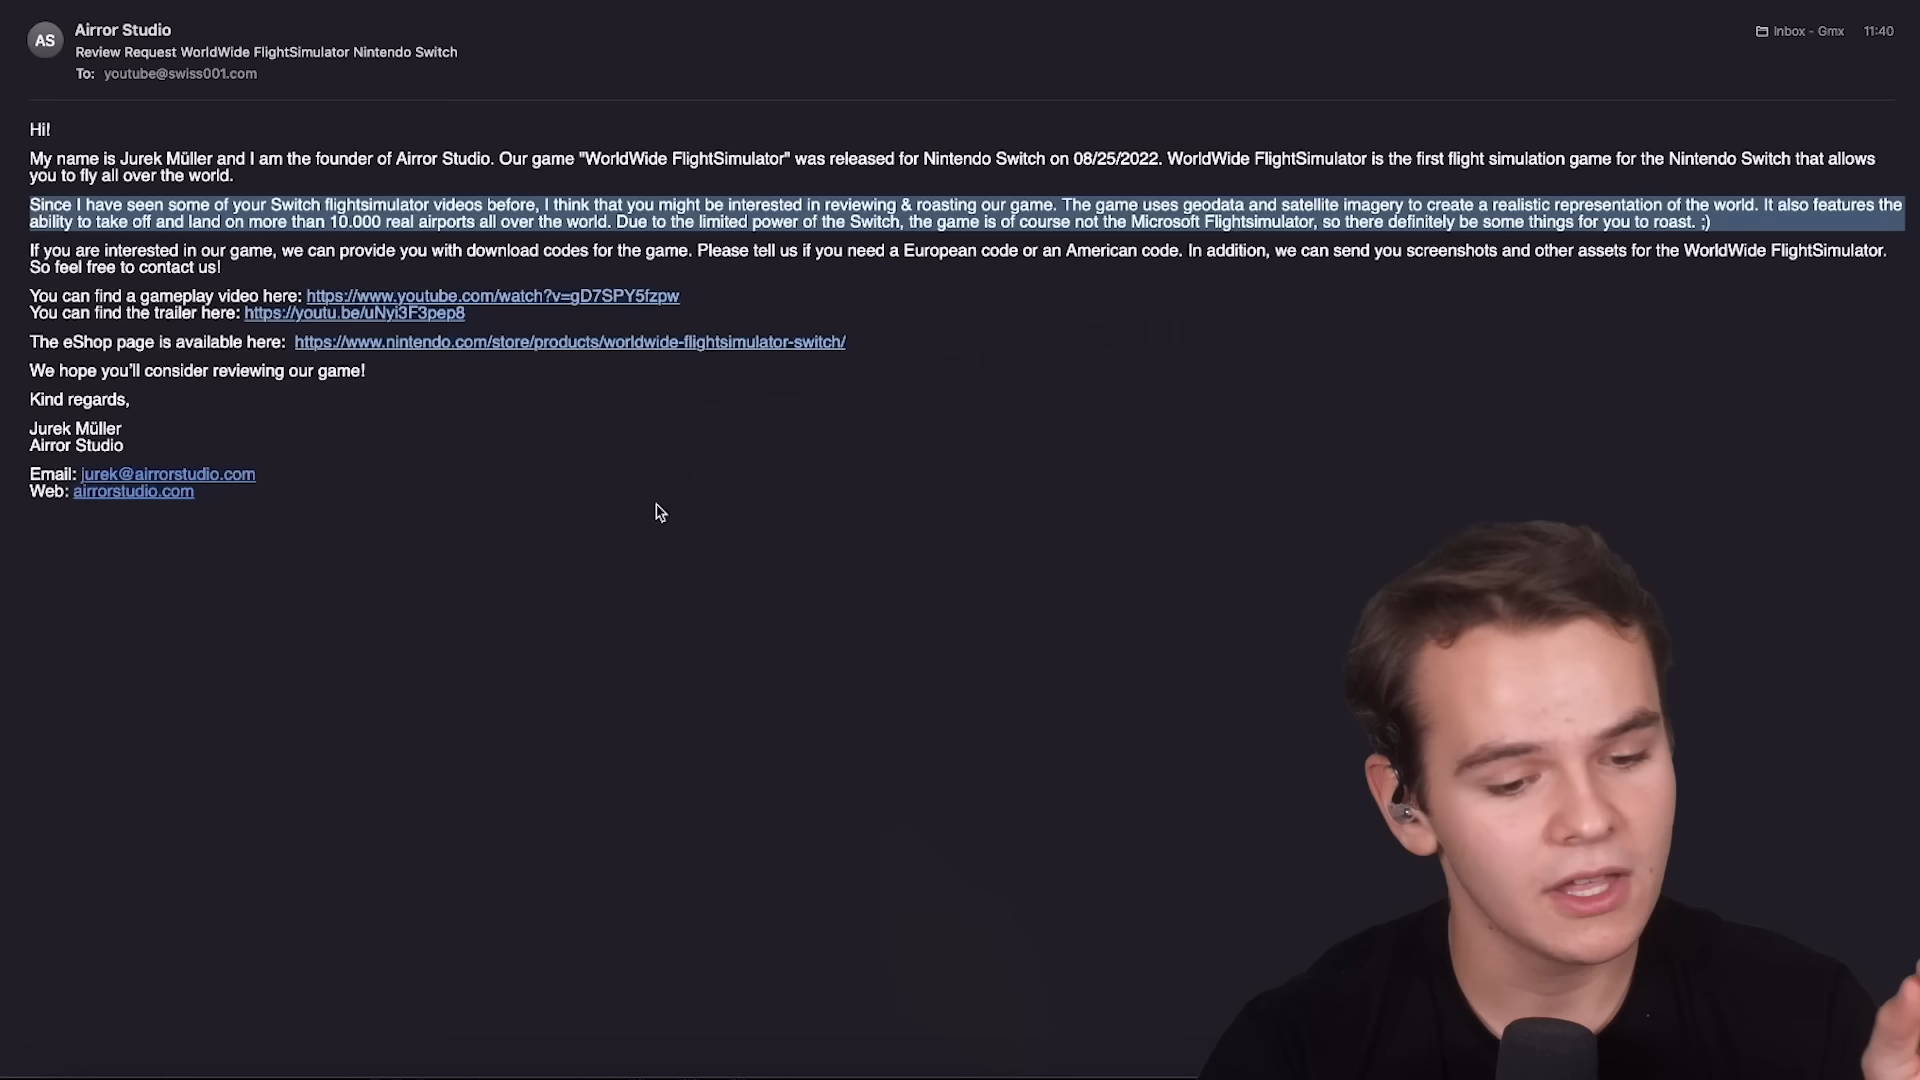 AS
Airror Studio
Review Request WorldWide FlightSimulator Nintendo Switch
To: youtube@swiss001.com
Inbox - Gmx 11:40
Hi!
My name is Jurek Müller and I am the founder of Airror Studio. Our game "WorldWide FlightSimulator" was released for Nintendo Switch on 08/25/2022. WorldWide FlightSimulator is the first flight simulation game for the Nintendo Switch that allows
you to fly all over the world.
Since I have seen some of your Switch flightsimulator videos before, I think that you might be interested in reviewing & roasting our game. The game uses geodata and satellite imagery to create a realistic representation of the world. It also features the
ability to take off and land on more than 10.000 real airports all over the world. Due to the limited power of the Switch, the game is of course not the Microsoft Flightsimulator, so there definitely be some things for you to roast. ;)
If you are interested in our game, we can provide you with download codes for the game. Please tell us if you need a European code or an American code. In addition, we can send you screenshots and other assets for the WorldWide FlightSimulator.
So feel free to contact us!
You can find a gameplay video here: https://www.youtube.com/watch?v=gD7SPY5fzpw
You can find the trailer here: https://youtu.be/uNyi3F3pep8
The eShop page is available here: https://www.nintendo.com/store/products/worldwide-flightsimulator-switch/
We hope you'll consider reviewing our game!
Kind regards,
Jurek Müller
Airror Studio
Email: jurek@airrorstudio.com
Web: airrorstudio.com